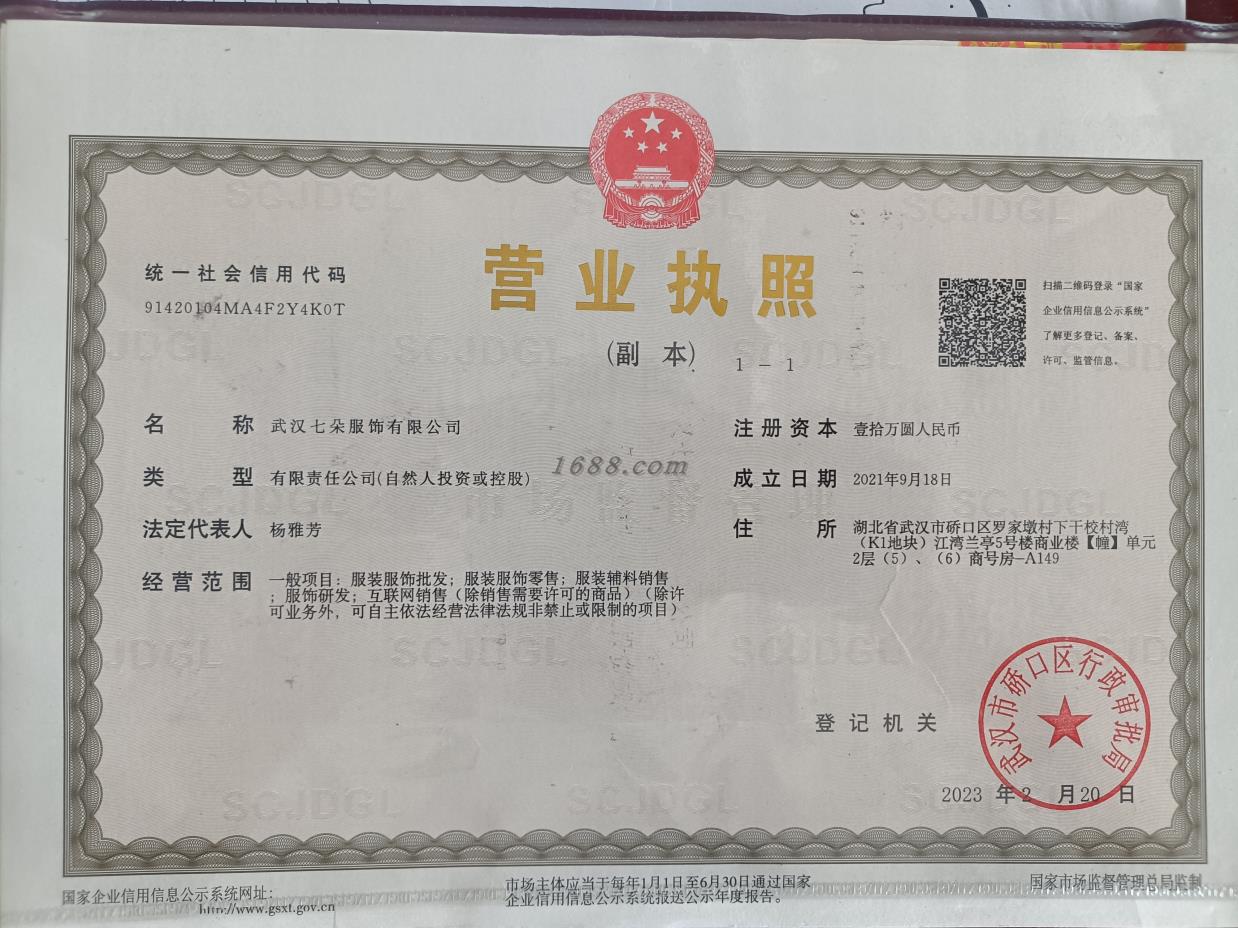 统一社会信用代码
91420104MA4F2Y4K0T
营业执照
(副 本)
1 - 1
扫描二维码登录“国家
企业信用信息公示系统”
了解更多登记、备案、
许可、监管信息。
名 称 武汉七朵服饰有限公司
类 型 有限责任公司(自然人投资或控股)
法定代表人 杨雅芳
经营范围 一般项目：服装服饰批发；服装服饰零售；服装辅料销售
；服饰研发；互联网销售（除销售需要许可的商品）（除许
可业务外，可自主依法经营法律法规非禁止或限制的项目）
注册资本 壹拾万圆人民币
成立日期 2021年9月18日
住 所 湖北省武汉市硚口区罗家墩村下干校村湾
（K1地块）江湾兰亭5号楼商业楼【幢】单元
2层（5）、（6）商号房-A149
1688.com
登记机关
武汉市硚口区行政审批局
2023 年 2 月 20 日
国家企业信用信息公示系统网址：
http://www.gsxt.gov.cn
市场主体应当于每年1月1日至6月30日通过国家
企业信用信息公示系统报送公示年度报告。
国家市场监督管理总局监制
SCJDGL
市场监督管理